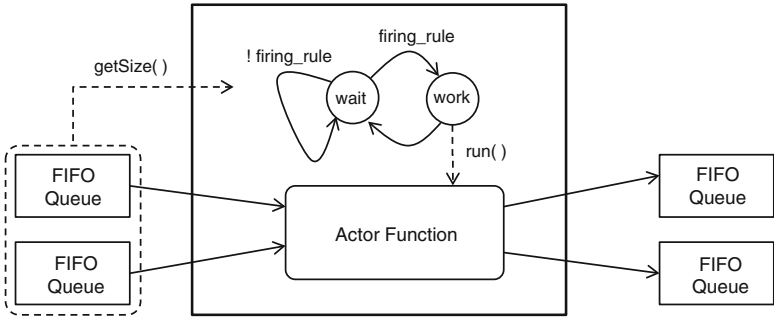 firing_rule
! firing_rule
getSize( )
wait
work
run( )
FIFO
Queue
FIFO
Queue
Actor Function
FIFO
Queue
FIFO
Queue